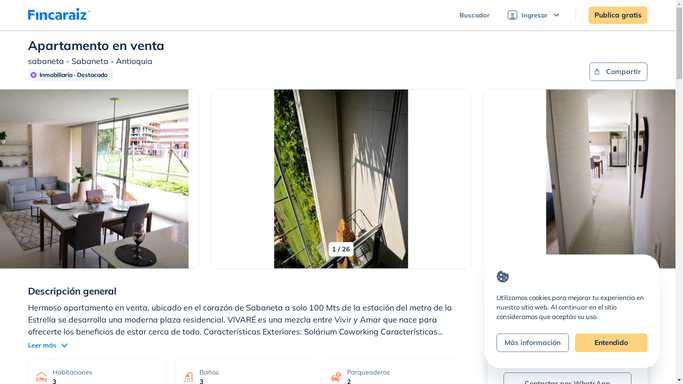 Fincaraiz
Buscador
Ingresar
Publica gratis
Apartamento en venta
sabaneta - Sabaneta - Antioquia
Inmobiliaria · Destacado
Compartir
1 / 26
Descripción general
Hermoso apartamento en venta, ubicado en el corazón de Sabaneta a solo 100 Mts de la estación del metro de la
Estrella se desarrolla una moderna plaza residencial. VIVARÉ es una mezcla entre Vivir y Amar que nace para
ofrecerte los beneficios de estar cerca de todo. Características Exteriores: Solárium Coworking Características...
Leer más
Habitaciones
3
Baños
3
Parqueaderos
2
Utilizamos cookies para mejorar tu experiencia en
nuestro sitio web. Al continuar en el sitio
consideramos que aceptas su uso.
Más información
Entendido
Contactar por WhatsApp